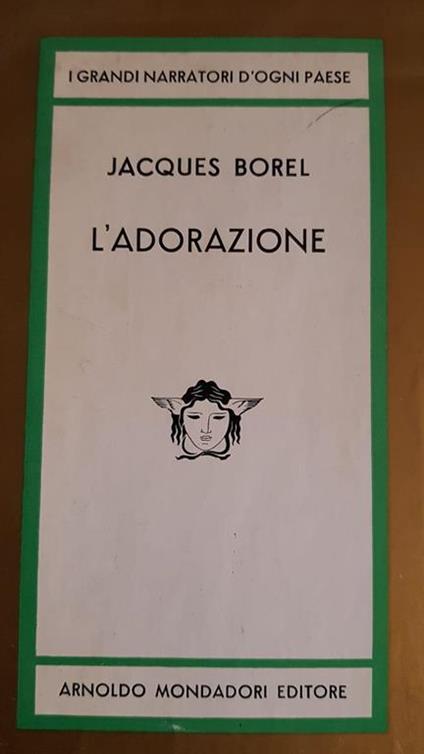 I GRANDI NARRATORI D'OGNI PAESE
JACQUES BOREL
L'ADORAZIONE
ARNOLDO MONDADORI EDITORE